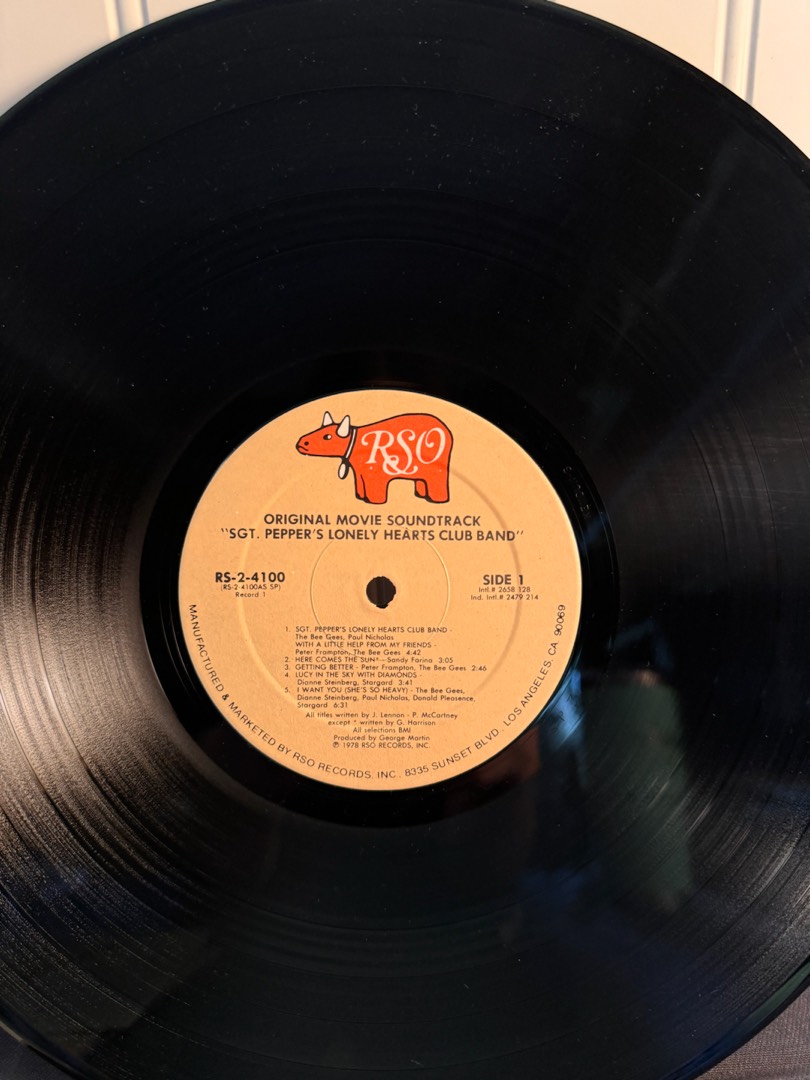 RSO
ORIGINAL MOVIE SOUNDTRACK
"SGT. PEPPER'S LONELY HEARTS CLUB BAND"
RS-2-4100
(RS-2-4100AS SP)
Record 1
SIDE 1
Intl.# 2658 128
Ind. Intl.# 2479 214
1. SGT. PEPPER'S LONELY HEARTS CLUB BAND -
The Bee Gees, Paul Nicholas
WITH A LITTLE HELP FROM MY FRIENDS -
Peter Frampton, The Bee Gees 4:42
2. HERE COMES THE SUN* - Sandy Farina 3:05
3. GETTING BETTER - Peter Frampton, The Bee Gees 2:46
4. LUCY IN THE SKY WITH DIAMONDS -
Dianne Steinberg, Stargard 3:41
5. I WANT YOU (SHE'S SO HEAVY) - The Bee Gees,
Dianne Steinberg, Paul Nicholas, Donald Pleasence,
Stargard 6:31
All titles written by J. Lennon - P. McCartney
except * written by G. Harrison
All selections BMI
Produced by George Martin
℗ 1978 RSO RECORDS, INC.
MANUFACTURED & MARKETED BY RSO RECORDS, INC. 8335 SUNSET BLVD. LOS ANGELES, CA 90069